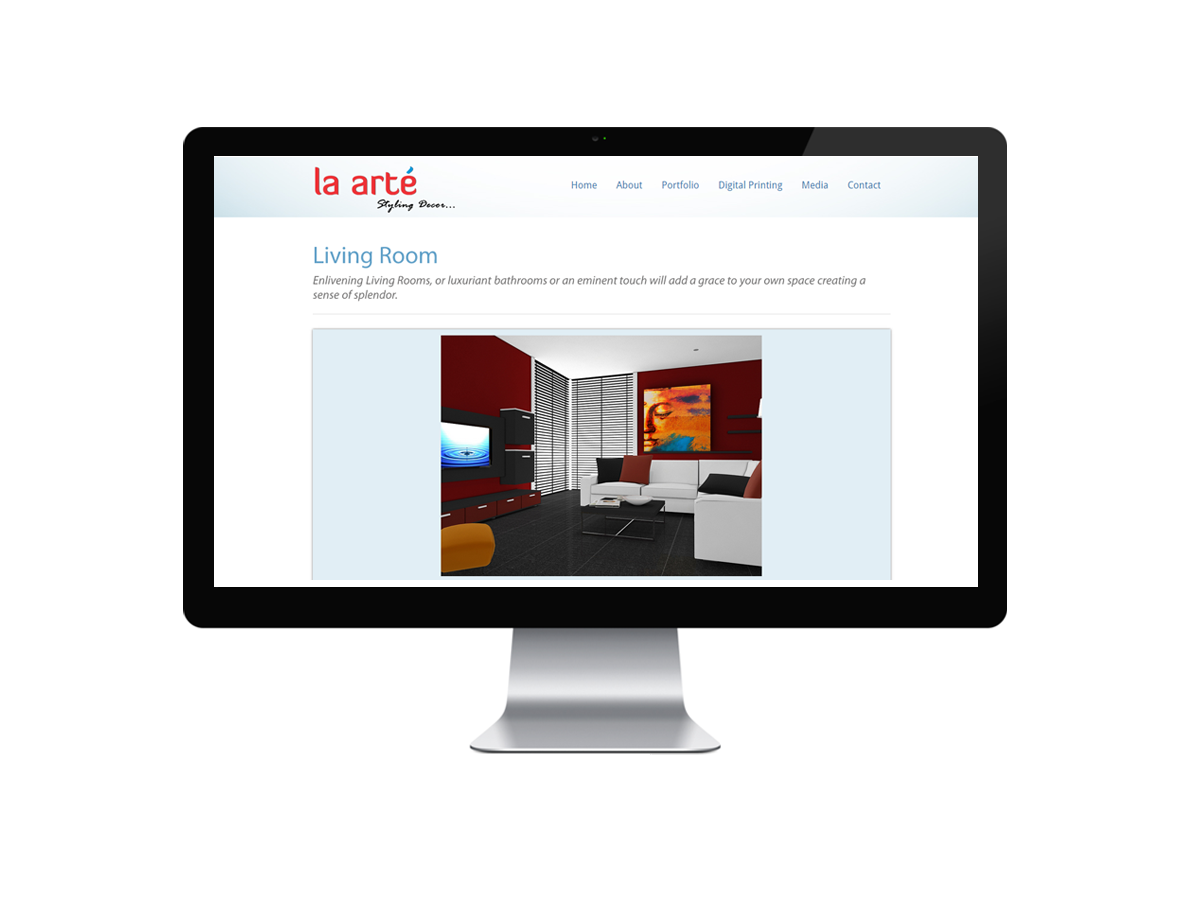 la arté
Styling Decor...
Home About Portfolio Digital Printing Media Contact
Living Room
Enlivening Living Rooms, or luxuriant bathrooms or an eminent touch will add a grace to your own space creating a
sense of splendor.